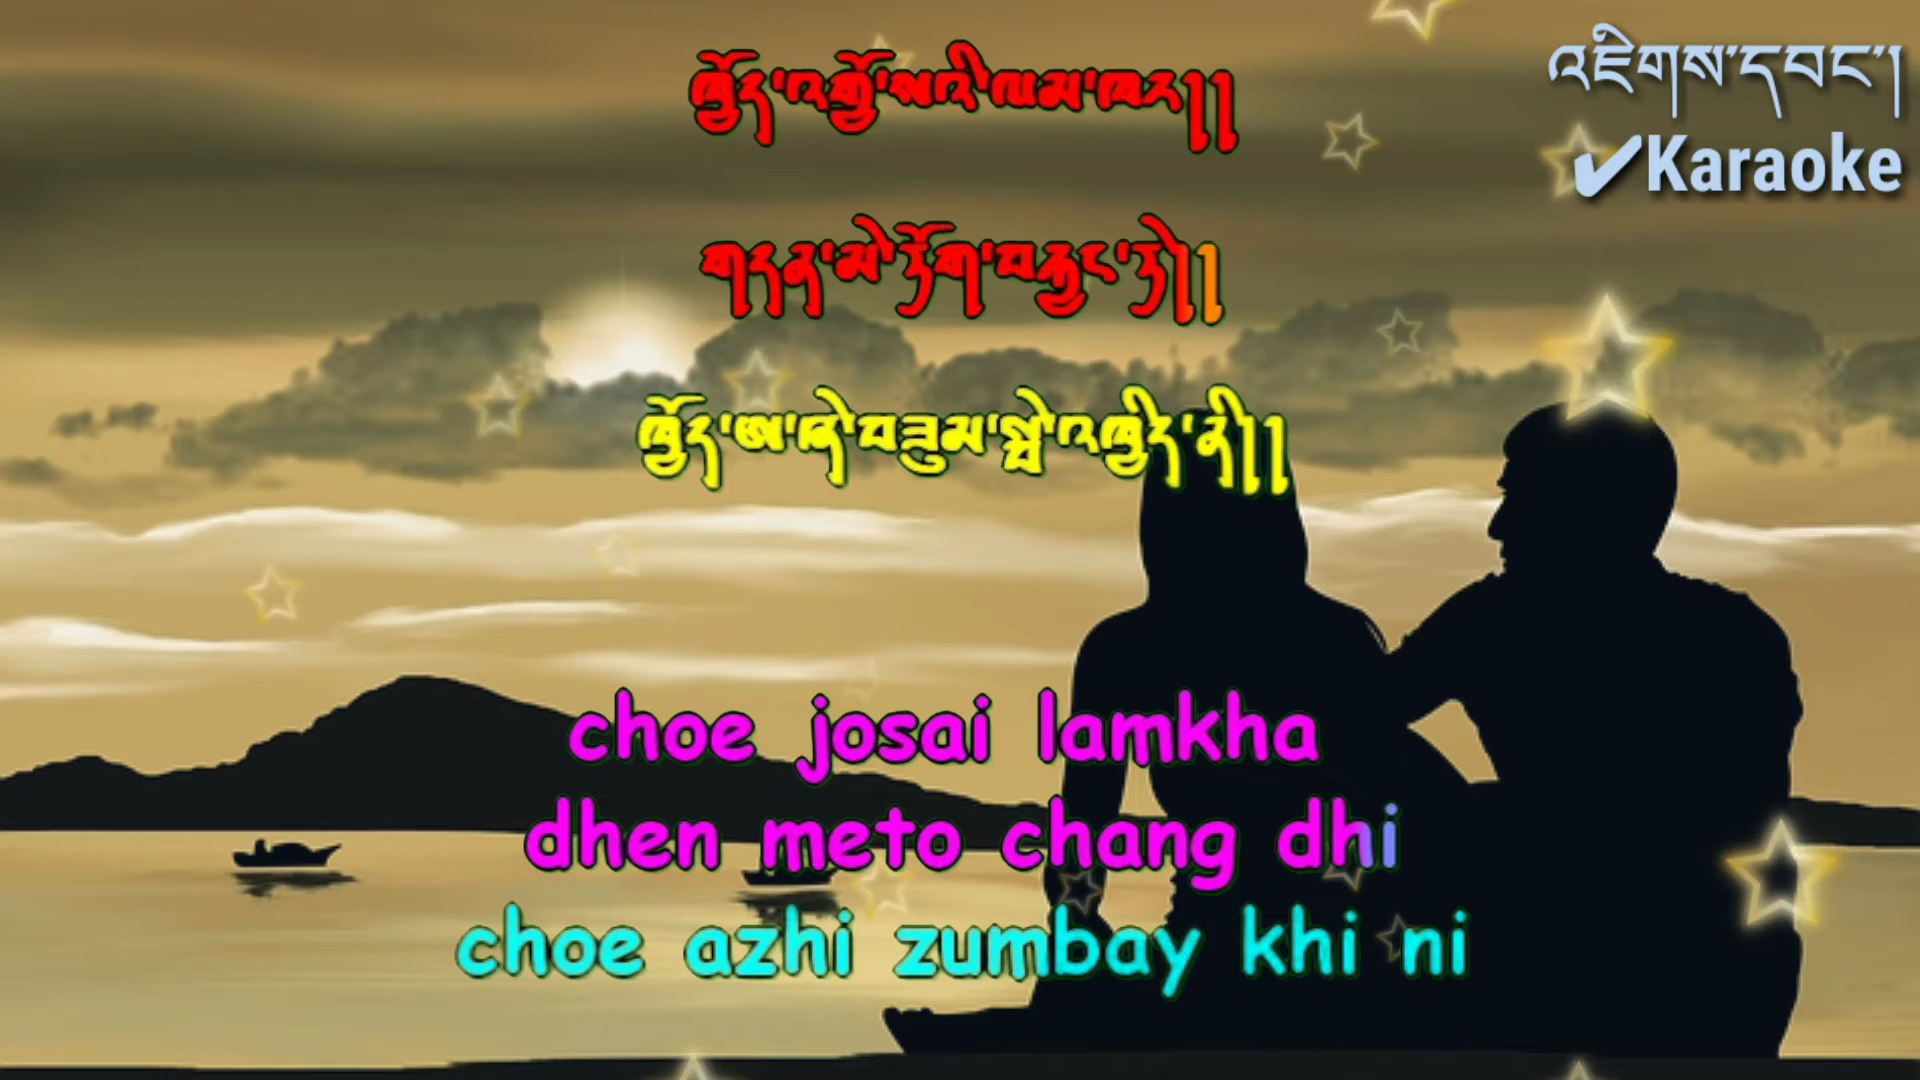 འཇིགས་དབང་།
✔Karaoke
ཁྱོད་འགྱོ་སའི་ལམ་ཁར།།
གདན་མེ་ཏོག་བརྐྱང་ཏེ།།
ཁྱོད་ཨ་ཞེ་བཟུམ་སྦེ་འཁྱིད་ནི།།
choe josai lamkha
dhen meto chang dhi
choe azhi zumbay khi ni